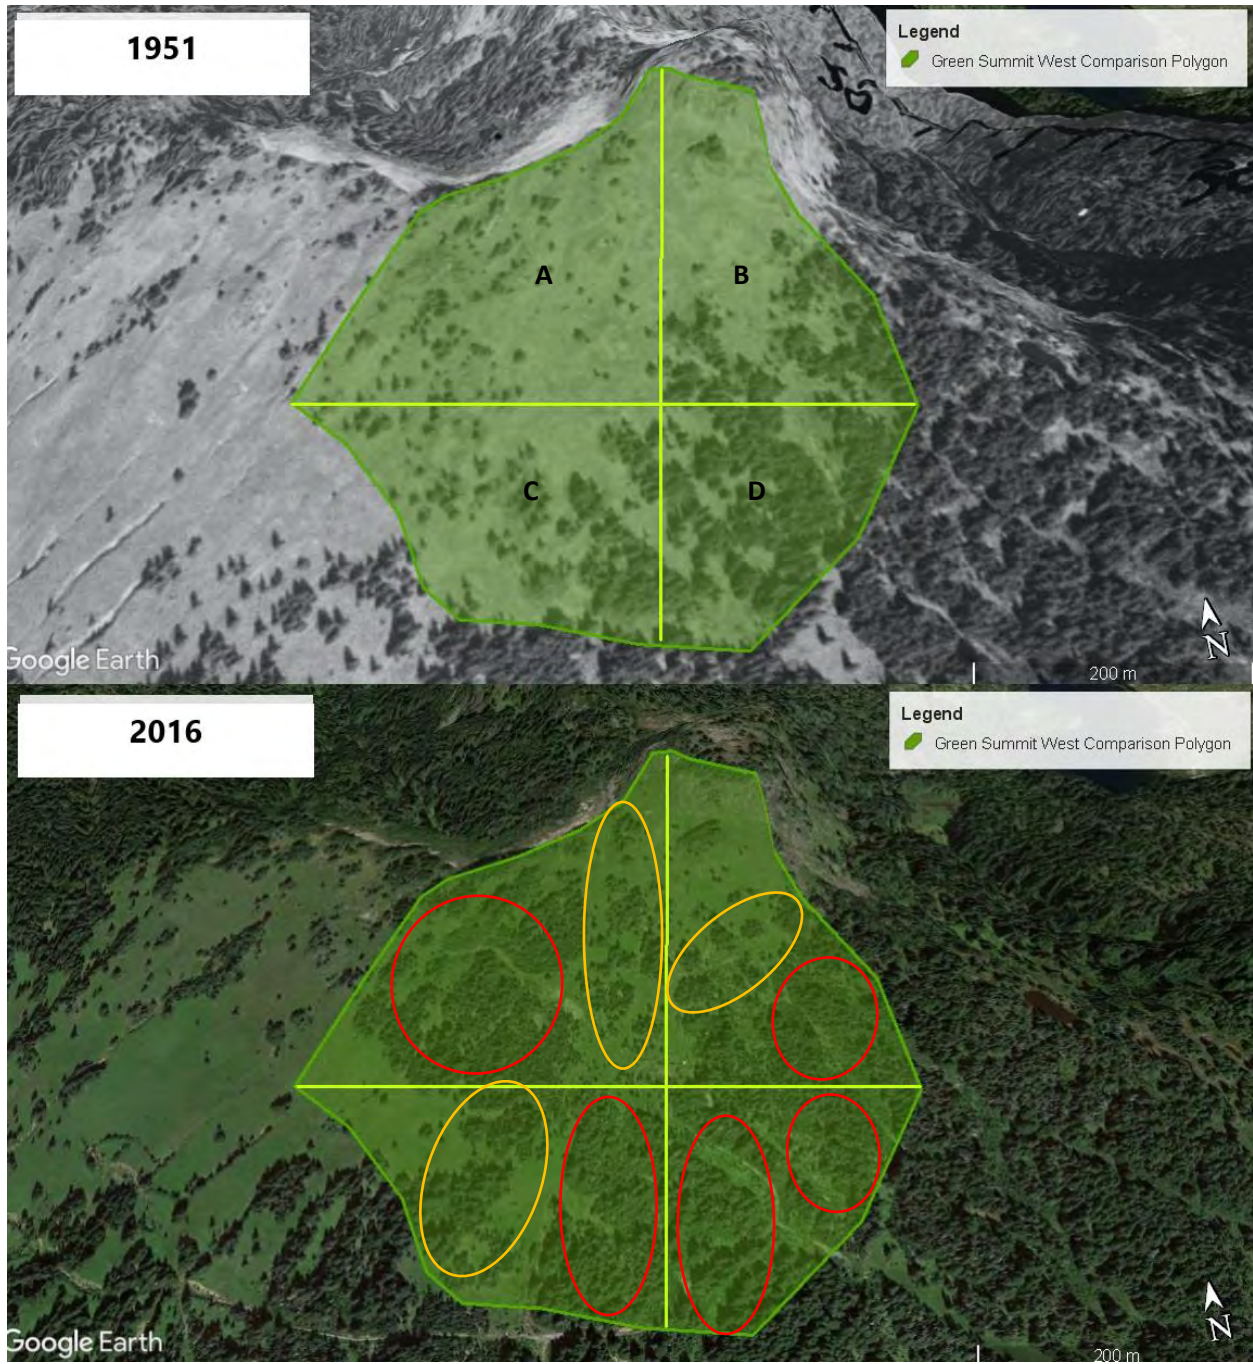 1951
Legend
Green Summit West Comparison Polygon
A
B
C
D
Google Earth
N
200 m
2016
Legend
Green Summit West Comparison Polygon
Google Earth
N
200 m